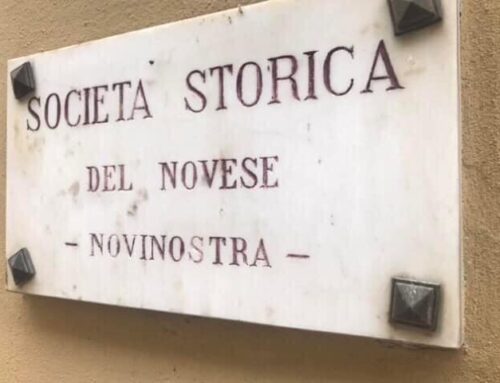 SOCIETÀ STORICA
DEL NOVESE
- NOVINOSTRA -